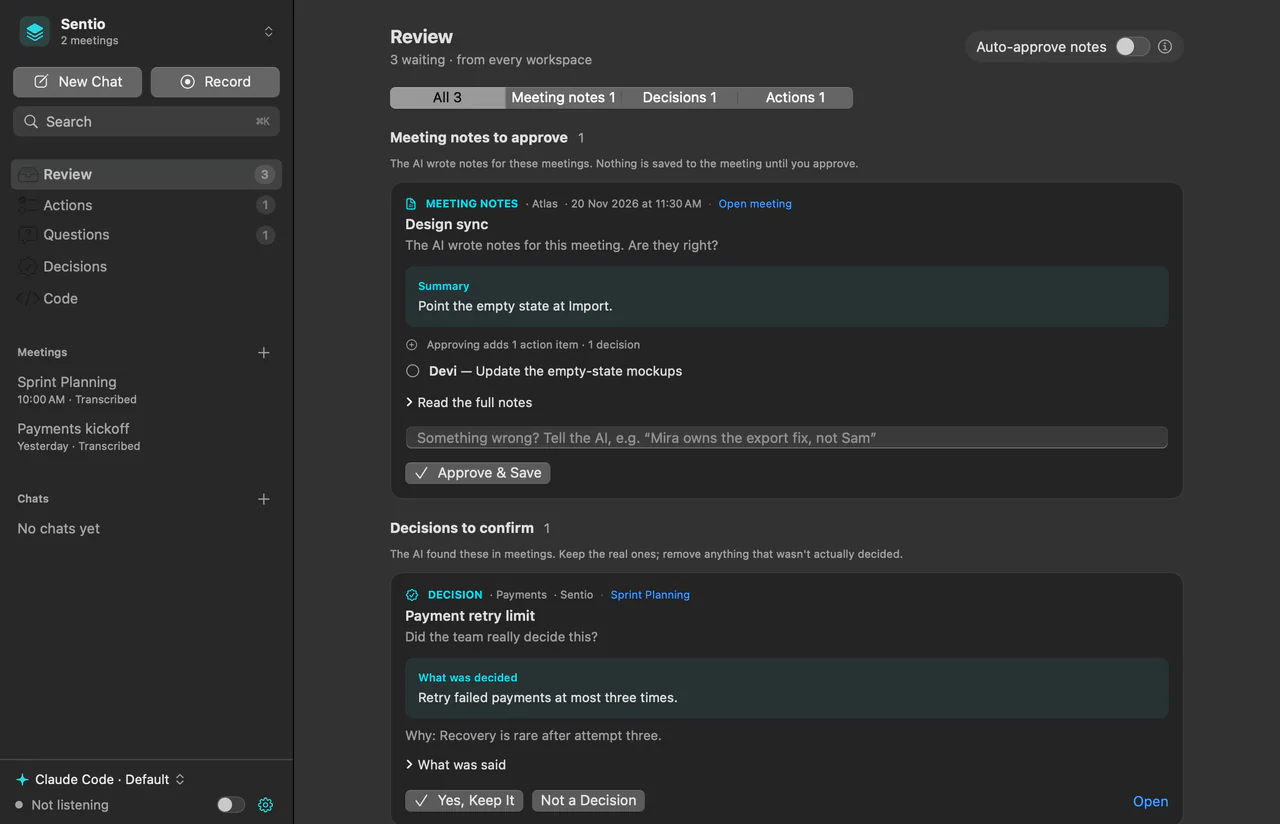 Sentio
2 meetings
New Chat
Record
Search
⌘K
Review 3
Actions 1
Questions 1
Decisions
Code
Meetings
Sprint Planning
10:00 AM · Transcribed
Payments kickoff
Yesterday · Transcribed
Chats
No chats yet
Claude Code · Default
Not listening
Review
3 waiting · from every workspace
Auto-approve notes
All 3
Meeting notes 1
Decisions 1
Actions 1
Meeting notes to approve 1
The AI wrote notes for these meetings. Nothing is saved to the meeting until you approve.
MEETING NOTES · Atlas · 20 Nov 2026 at 11:30 AM · Open meeting
Design sync
The AI wrote notes for this meeting. Are they right?
Summary
Point the empty state at Import.
Approving adds 1 action item · 1 decision
Devi — Update the empty-state mockups
Read the full notes
Something wrong? Tell the AI, e.g. “Mira owns the export fix, not Sam”
Approve & Save
Decisions to confirm 1
The AI found these in meetings. Keep the real ones; remove anything that wasn't actually decided.
DECISION · Payments · Sentio · Sprint Planning
Payment retry limit
Did the team really decide this?
What was decided
Retry failed payments at most three times.
Why: Recovery is rare after attempt three.
What was said
Yes, Keep It
Not a Decision
Open